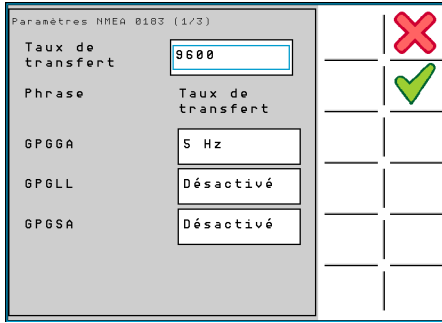 Paramètres NMEA 0183 (1/3)
Taux de
transfert
9600
Phrase
Taux de
transfert
GPGGA
5 Hz
GPGLL
Désactivé
GPGSA
Désactivé